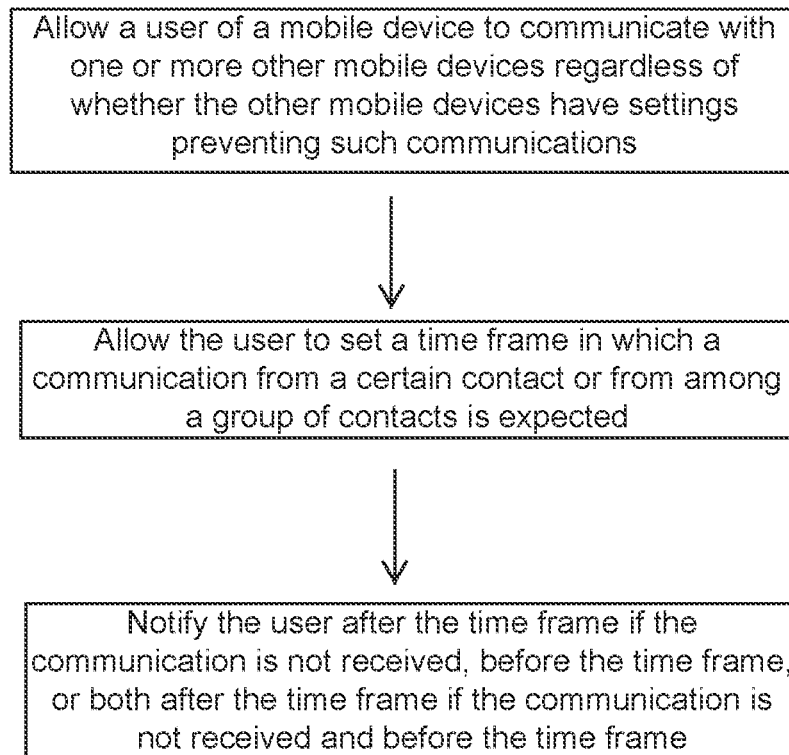 Allow a user of a mobile device to communicate with
one or more other mobile devices regardless of
whether the other mobile devices have settings
preventing such communications
Allow the user to set a time frame in which a
communication from a certain contact or from among
a group of contacts is expected
Notify the user after the time frame if the
communication is not received, before the time frame,
or both after the time frame if the communication is
not received and before the time frame